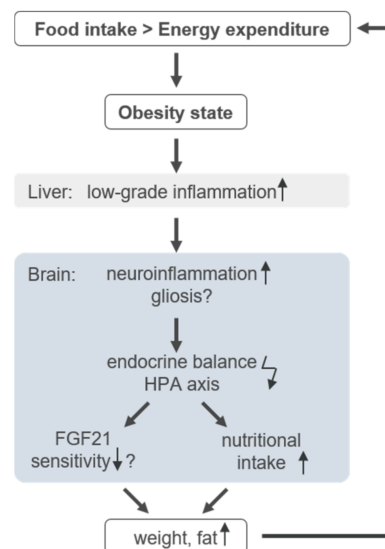 Food intake > Energy expenditure
Obesity state
Liver: low-grade inflammation↑
Brain: neuroinflammation↑
gliosis?
endocrine balance
HPA axis
FGF21
sensitivity↓?
nutritional
intake ↑
weight, fat↑